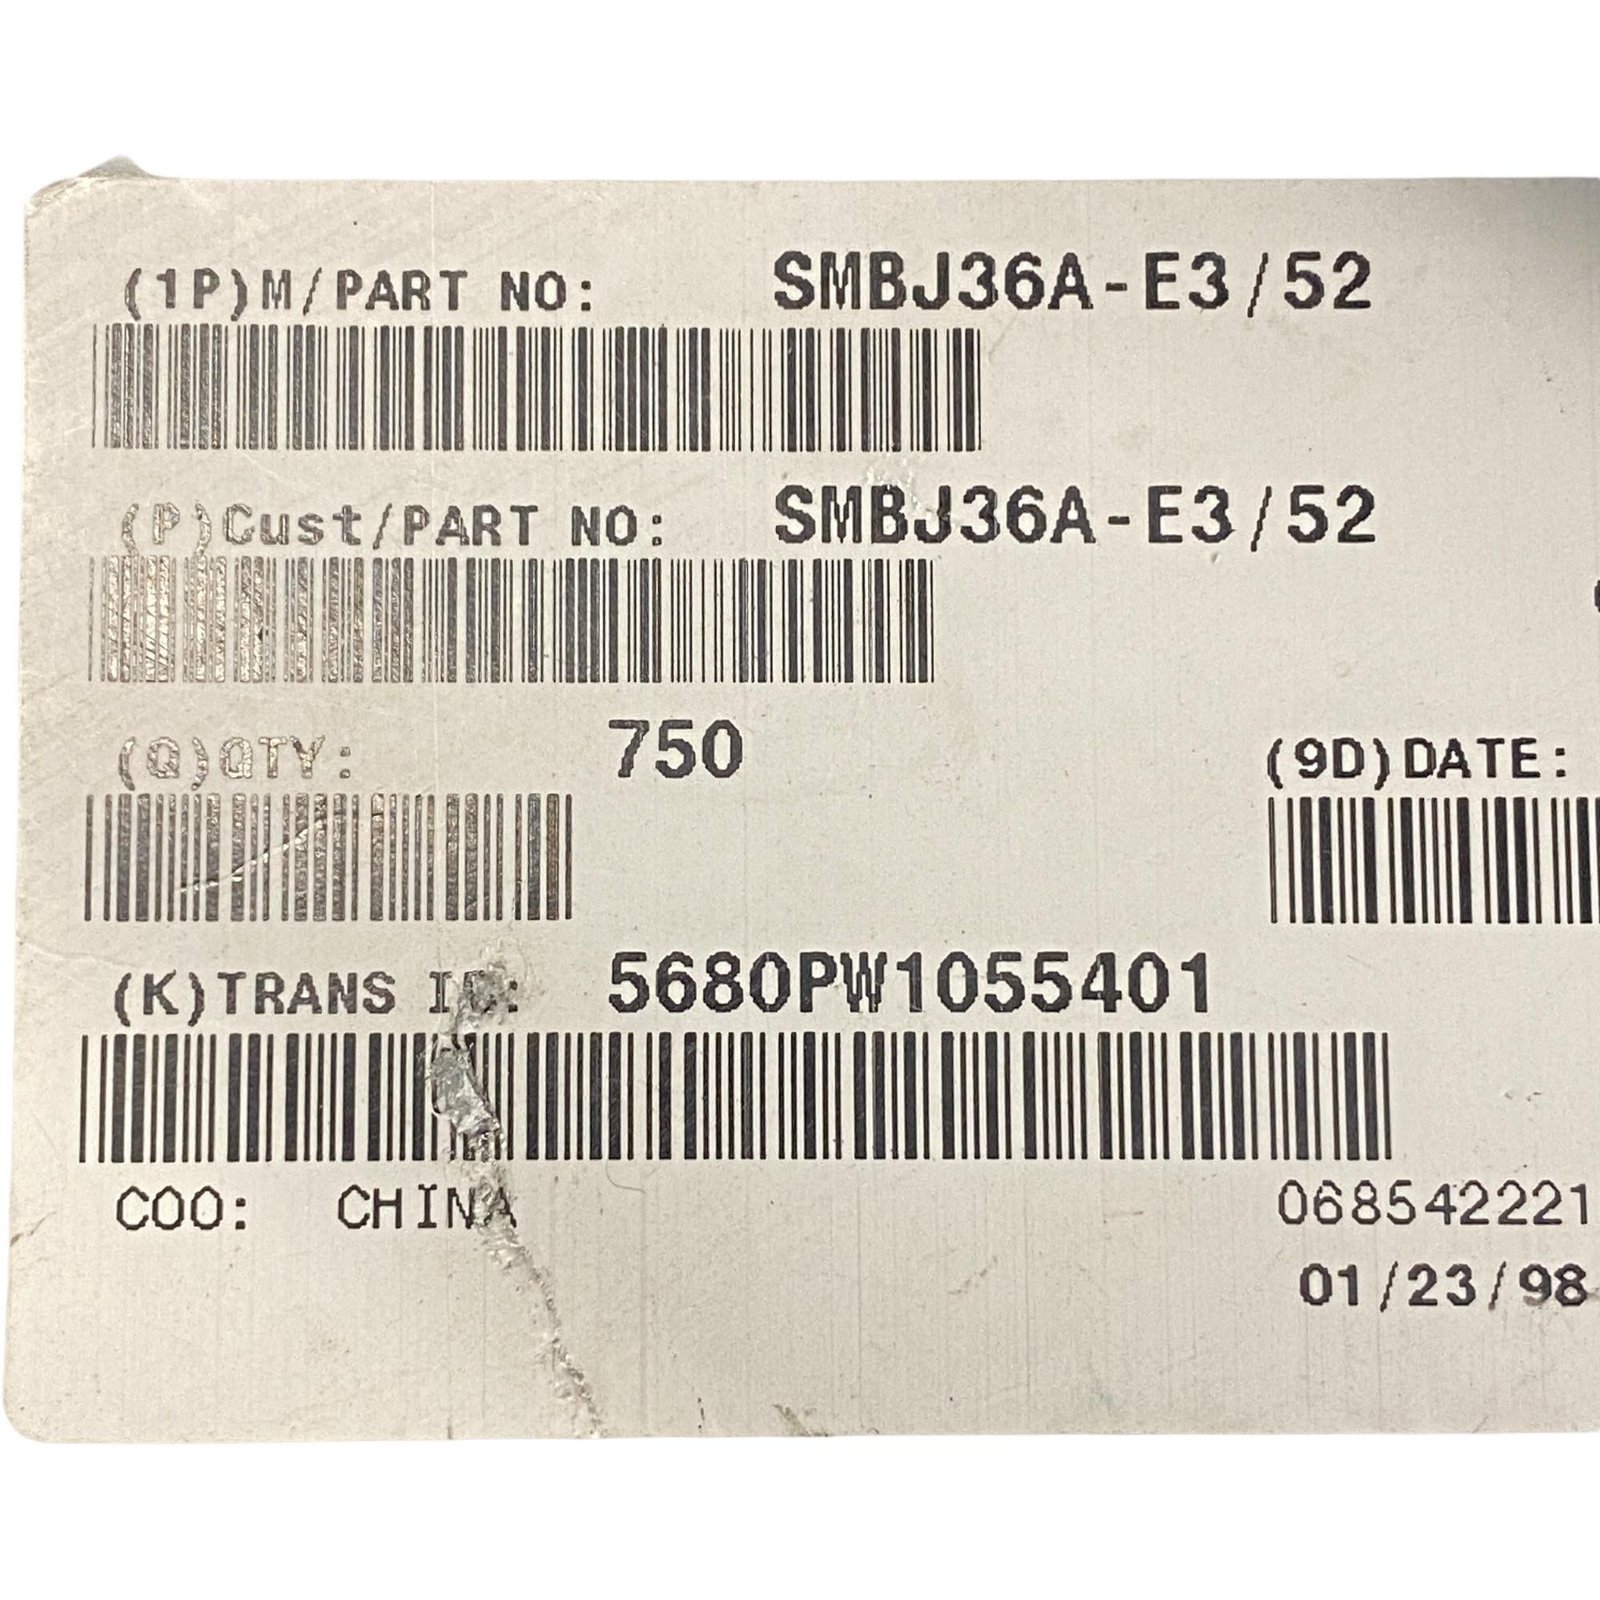 (1P)M/PART NO: SMBJ36A-E3/52
(P)Cust/PART NO: SMBJ36A-E3/52
(Q)QTY: 750
(9D)DATE:
(K)TRANS ID: 5680PW1055401
COO: CHINA
068542221
01/23/98